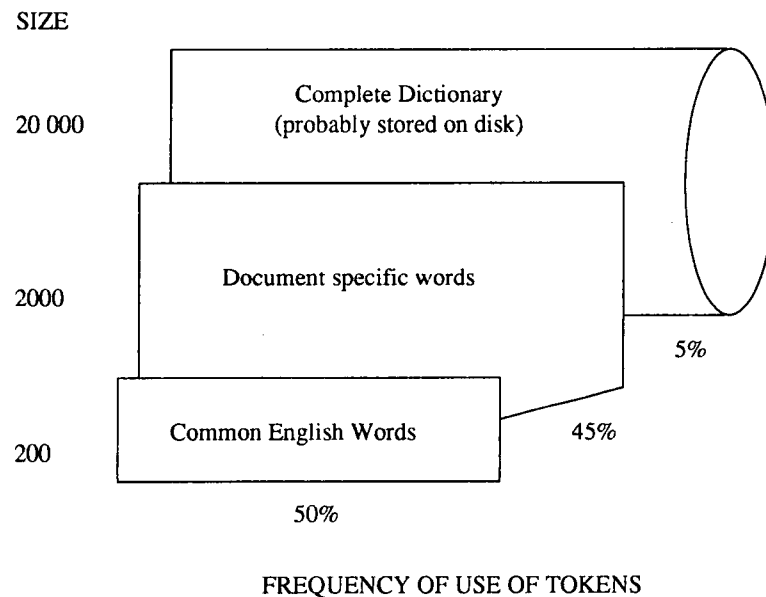 SIZE
Complete Dictionary
(probably stored on disk)
20 000
Document specific words
2000
5%
Common English Words
45%
200
50%
FREQUENCY OF USE OF TOKENS